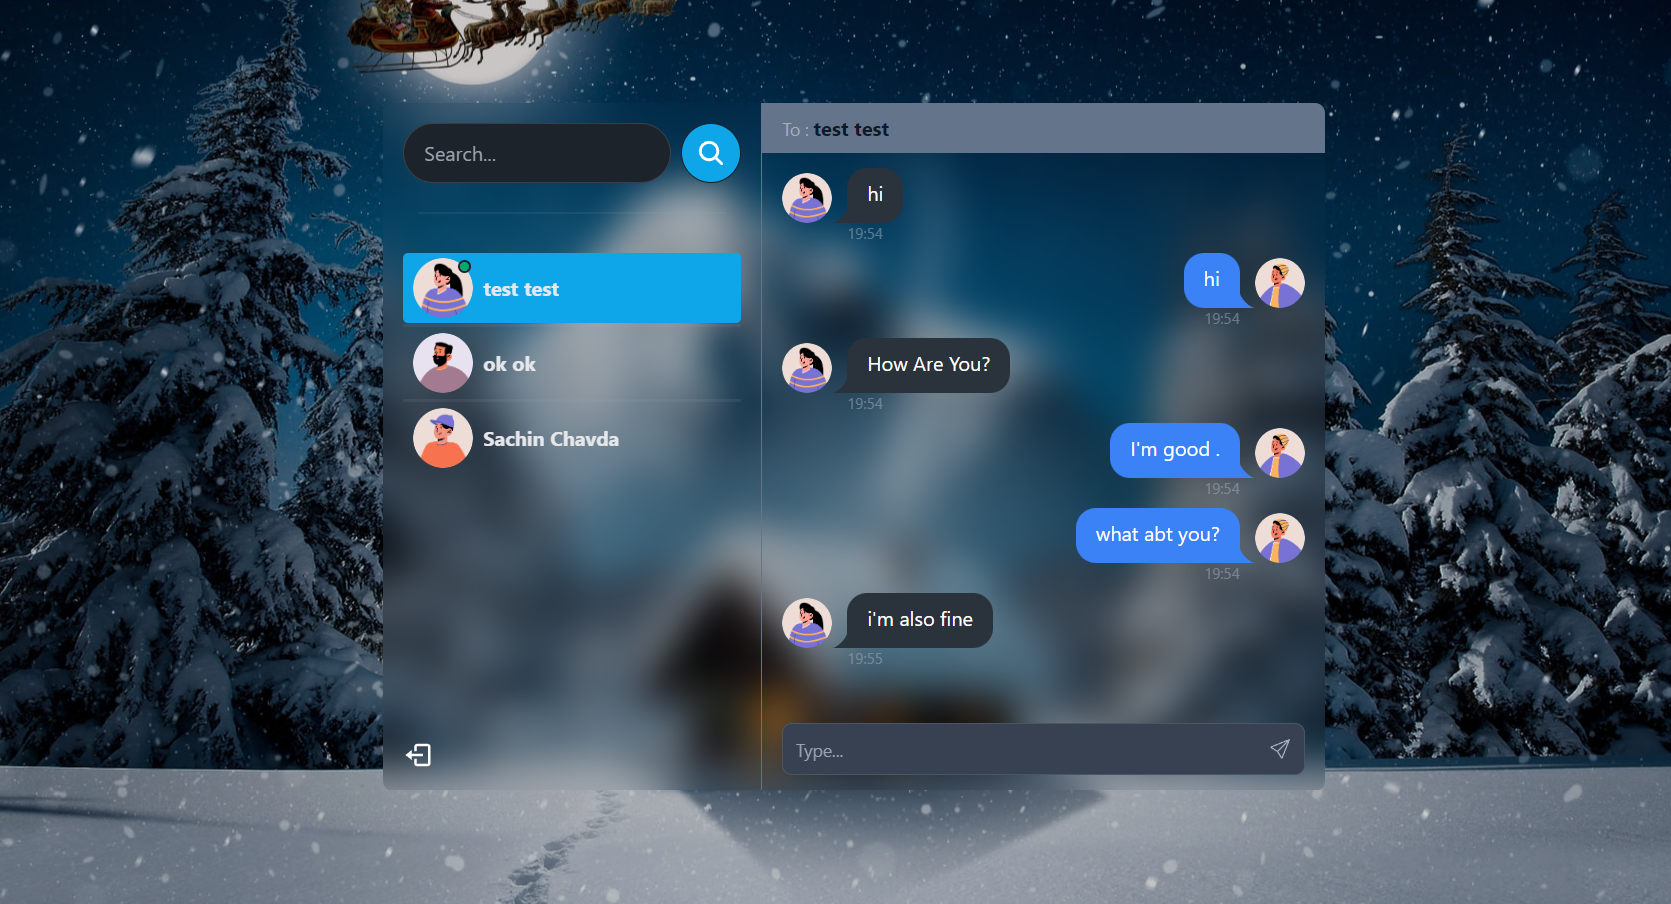 Search...
test test
ok ok
Sachin Chavda
To : test test
hi
19:54
hi
19:54
How Are You?
19:54
I'm good .
19:54
what abt you?
19:54
i'm also fine
19:55
Type...